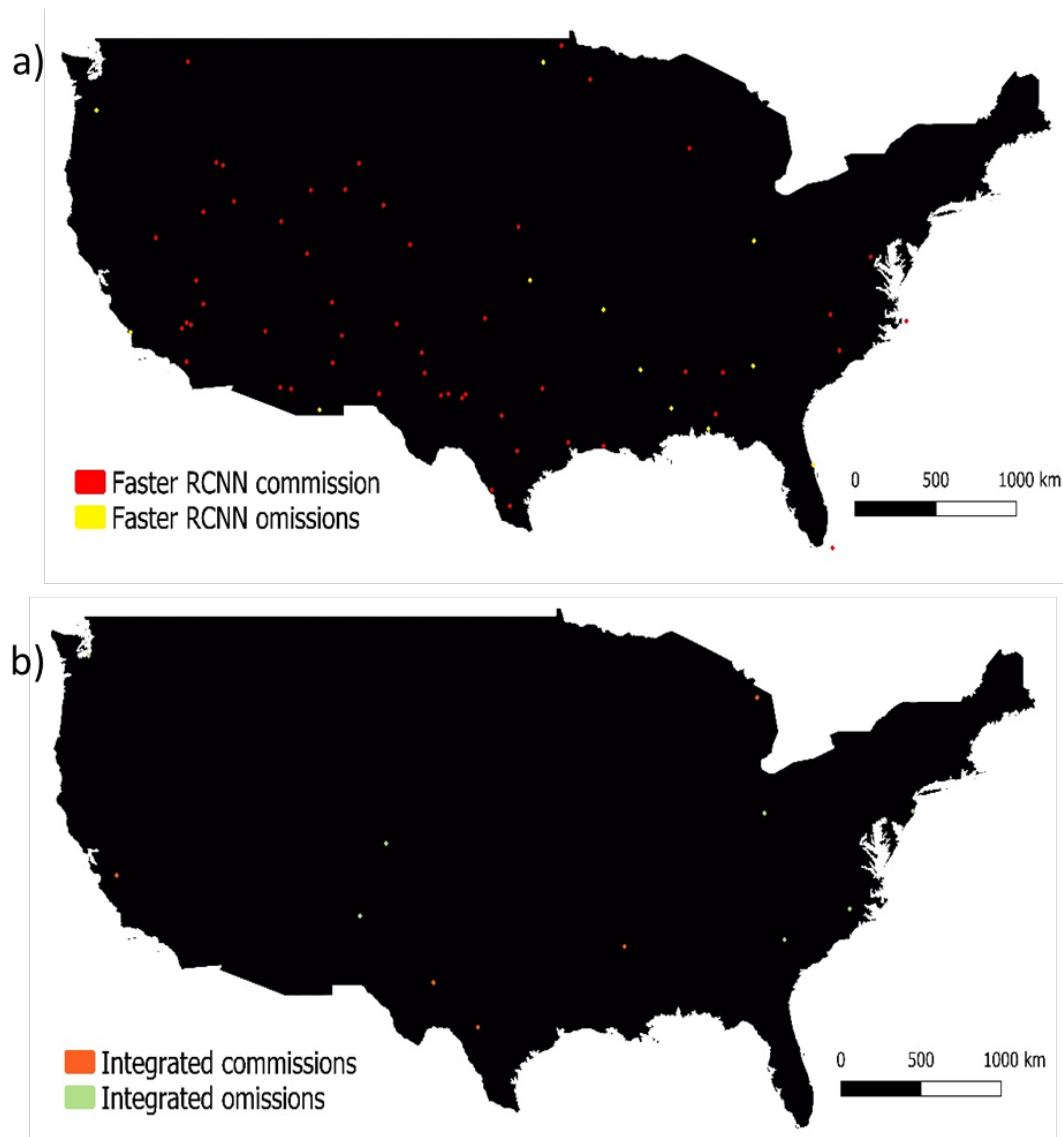 a)
Faster RCNN commission
Faster RCNN omissions
0 500 1000 km
b)
Integrated commissions
Integrated omissions
0 500 1000 km